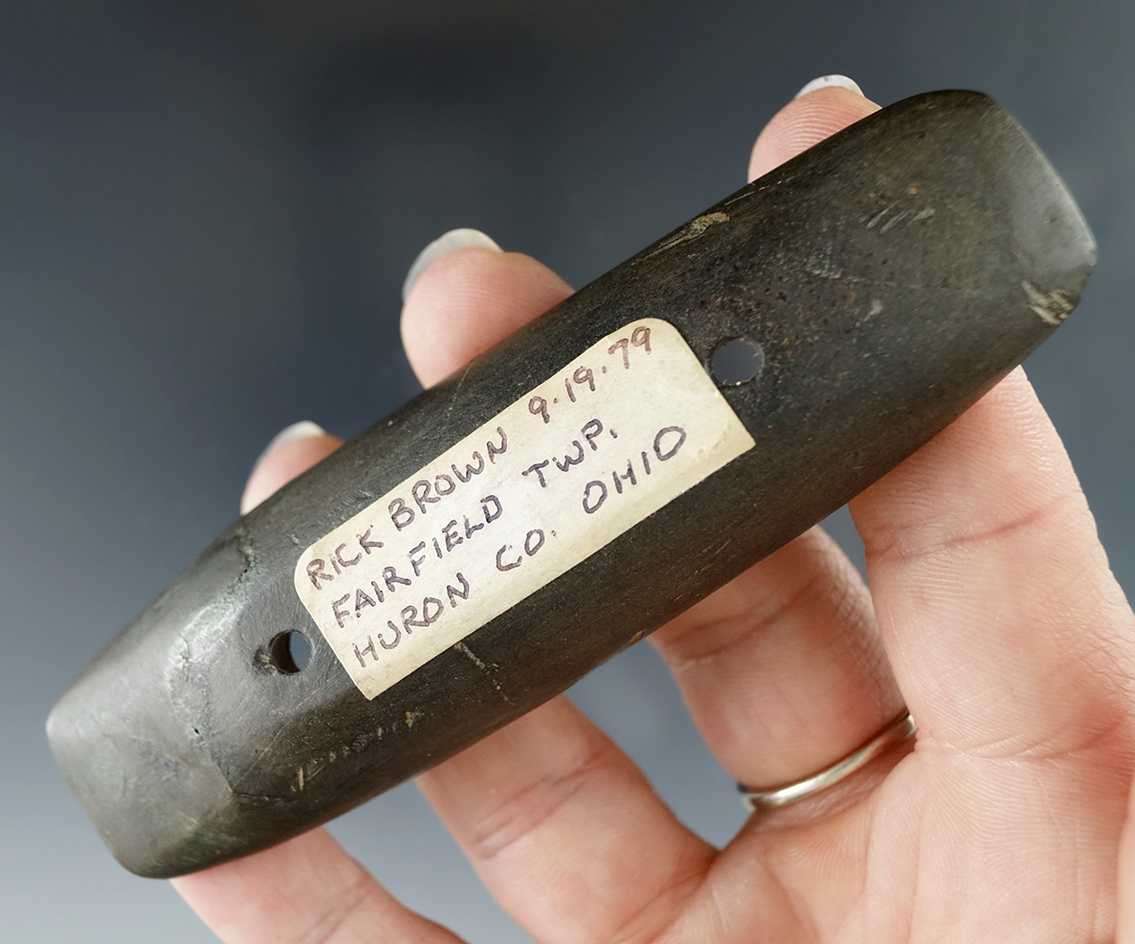 RICK BROWN 9.19.79
FAIRFIELD TWP.
HURON CO. OHIO